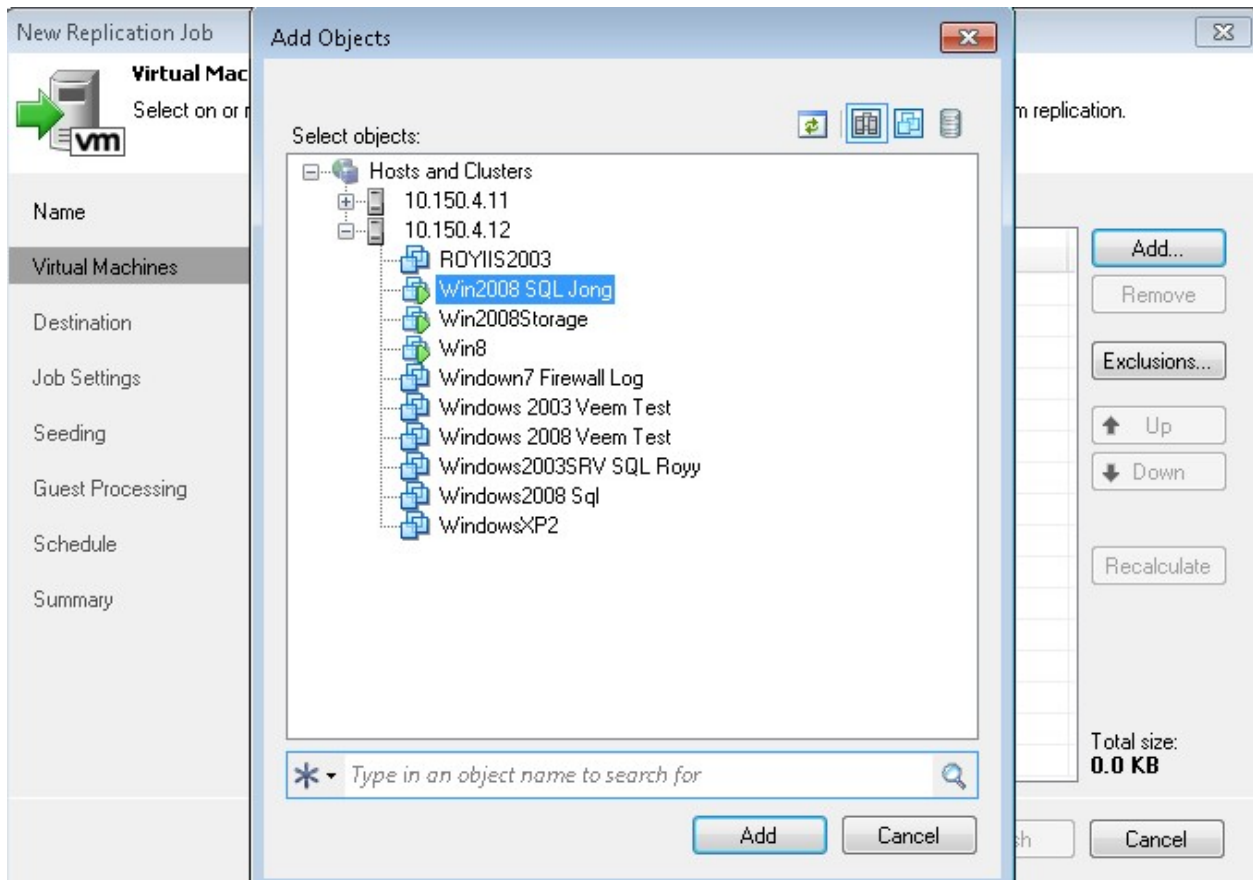 New Replication Job
Add Objects
Virtual Mac
Select on or
m replication.
vm
Select objects:
Name
Virtual Machines
Destination
Job Settings
Seeding
Guest Processing
Schedule
Summary
Hosts and Clusters
10.150.4.11
10.150.4.12
ROYIIS2003
Win2008 SQL Jong
Win2008Storage
Win8
Windown7 Firewall Log
Windows 2003 Veem Test
Windows 2008 Veem Test
Windows2003SRV SQL Royy
Windows2008 Sql
WindowsXP2
Add...
Remove
Exclusions...
Up
Down
Recalculate
Total size:
0.0 KB
Type in an object name to search for
Add
Cancel
sh
Cancel